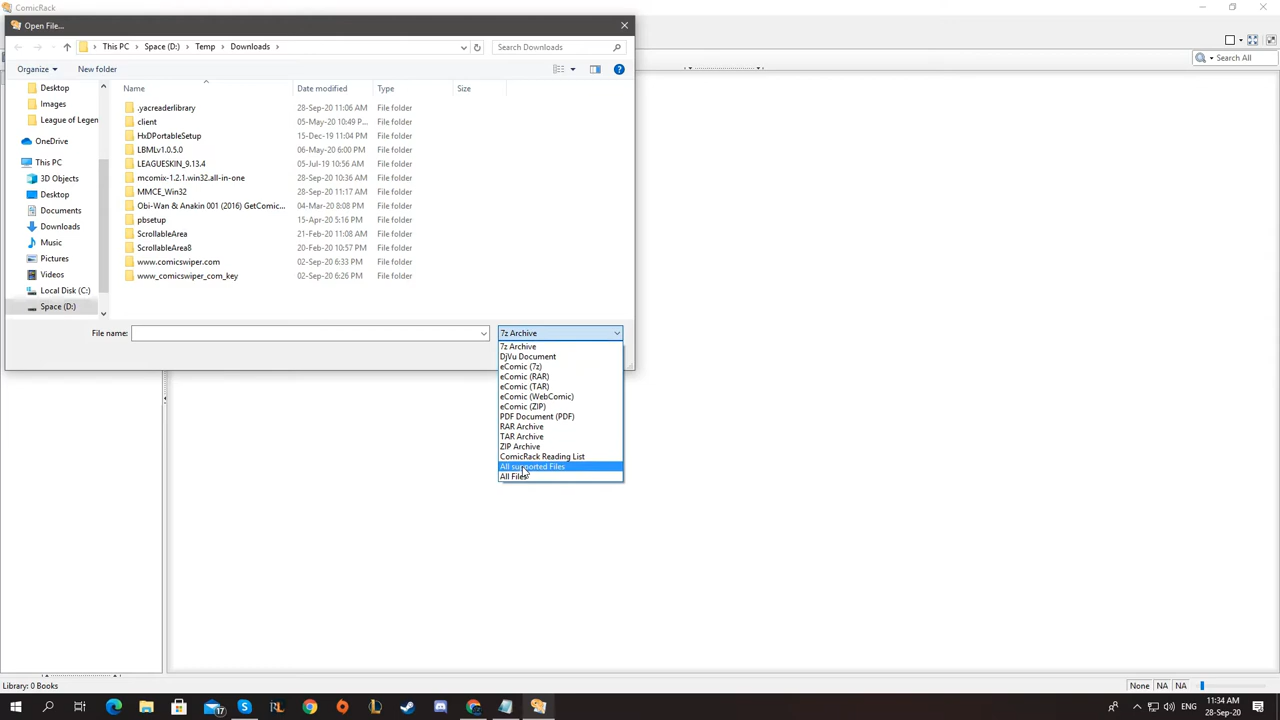 ComicRack
Open File...
This PC > Space (D:) > Temp > Downloads >
Search Downloads
Search All
Organize
New folder
Name
Date modified
Type
Size
Desktop
Images
League of Legen
OneDrive
This PC
3D Objects
Desktop
Documents
Downloads
Music
Pictures
Videos
Local Disk (C:)
Space (D:)
.yacreaderlibrary 28-Sep-20 11:06 AM File folder
client 05-May-20 10:49 P... File folder
HxDPortableSetup 15-Dec-19 11:04 PM File folder
LBMLv1.0.5.0 06-May-20 6:00 PM File folder
LEAGUESKIN_9.13.4 05-Jul-19 10:56 AM File folder
mcomix-1.2.1.win32.all-in-one 28-Sep-20 10:36 AM File folder
MMCE_Win32 28-Sep-20 11:17 AM File folder
Obi-Wan & Anakin 001 (2016) GetComic... 04-Mar-20 8:08 PM File folder
pbsetup 15-Apr-20 5:16 PM File folder
ScrollableArea 21-Feb-20 11:08 AM File folder
ScrollableArea8 20-Feb-20 10:57 PM File folder
www.comicswiper.com 02-Sep-20 6:33 PM File folder
www_comicswiper_com_key 02-Sep-20 6:26 PM File folder
File name:
7z Archive
7z Archive
DjVu Document
eComic (7z)
eComic (RAR)
eComic (TAR)
eComic (WebComic)
eComic (ZIP)
PDF Document (PDF)
RAR Archive
TAR Archive
ZIP Archive
ComicRack Reading List
All supported Files
All Files
Library: 0 Books
None
NA
NA
17
ENG
11:34 AM
28-Sep-20